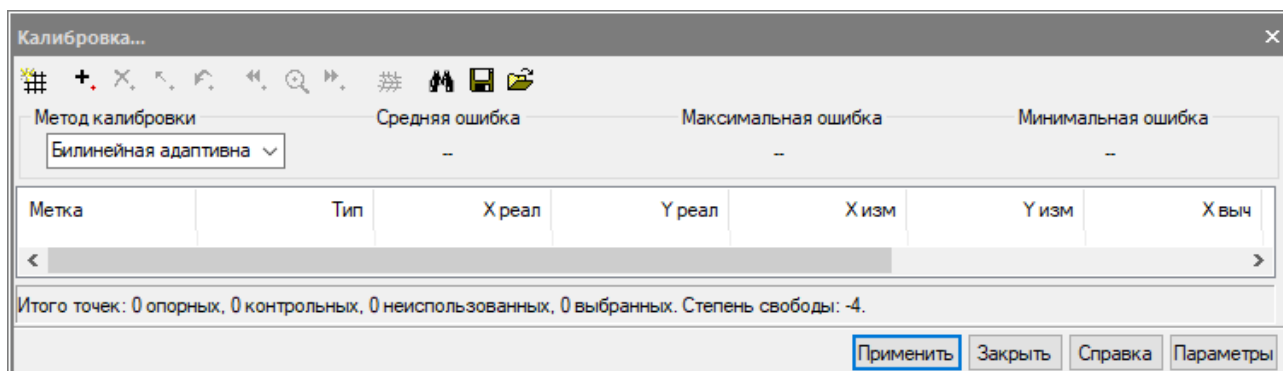 Калибровка...
Метод калибровки Средняя ошибка Максимальная ошибка Минимальная ошибка
Билинейная адаптивна -- -- --
Метка Тип X реал Y реал X изм Y изм X выч
Итого точек: 0 опорных, 0 контрольных, 0 неиспользованных, 0 выбранных. Степень свободы: -4.
Применить Закрыть Справка Параметры